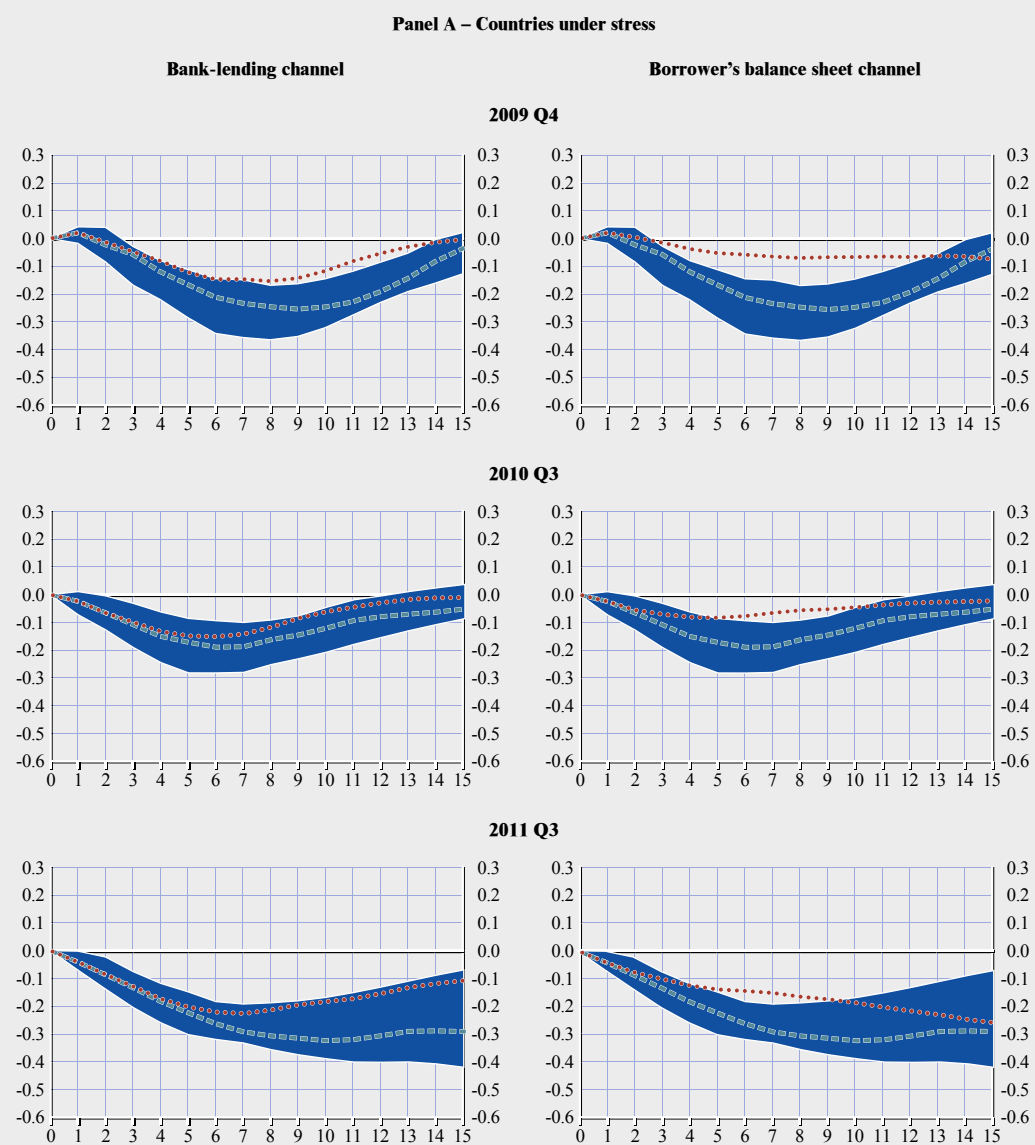 Panel A – Countries under stress
Bank-lending channel Borrower's balance sheet channel
2009 Q4
0.3 0.3 0.3 0.3
0.2 0.2 0.2 0.2
0.1 0.1 0.1 0.1
0.0 0.0 0.0 0.0
-0.1 -0.1 -0.1 -0.1
-0.2 -0.2 -0.2 -0.2
-0.3 -0.3 -0.3 -0.3
-0.4 -0.4 -0.4 -0.4
-0.5 -0.5 -0.5 -0.5
-0.6 -0.6 -0.6 -0.6
0 1 2 3 4 5 6 7 8 9 10 11 12 13 14 15 0 1 2 3 4 5 6 7 8 9 10 11 12 13 14 15
2010 Q3
0.3 0.3 0.3 0.3
0.2 0.2 0.2 0.2
0.1 0.1 0.1 0.1
0.0 0.0 0.0 0.0
-0.1 -0.1 -0.1 -0.1
-0.2 -0.2 -0.2 -0.2
-0.3 -0.3 -0.3 -0.3
-0.4 -0.4 -0.4 -0.4
-0.5 -0.5 -0.5 -0.5
-0.6 -0.6 -0.6 -0.6
0 1 2 3 4 5 6 7 8 9 10 11 12 13 14 15 0 1 2 3 4 5 6 7 8 9 10 11 12 13 14 15
2011 Q3
0.3 0.3 0.3 0.3
0.2 0.2 0.2 0.2
0.1 0.1 0.1 0.1
0.0 0.0 0.0 0.0
-0.1 -0.1 -0.1 -0.1
-0.2 -0.2 -0.2 -0.2
-0.3 -0.3 -0.3 -0.3
-0.4 -0.4 -0.4 -0.4
-0.5 -0.5 -0.5 -0.5
-0.6 -0.6 -0.6 -0.6
0 1 2 3 4 5 6 7 8 9 10 11 12 13 14 15 0 1 2 3 4 5 6 7 8 9 10 11 12 13 14 15